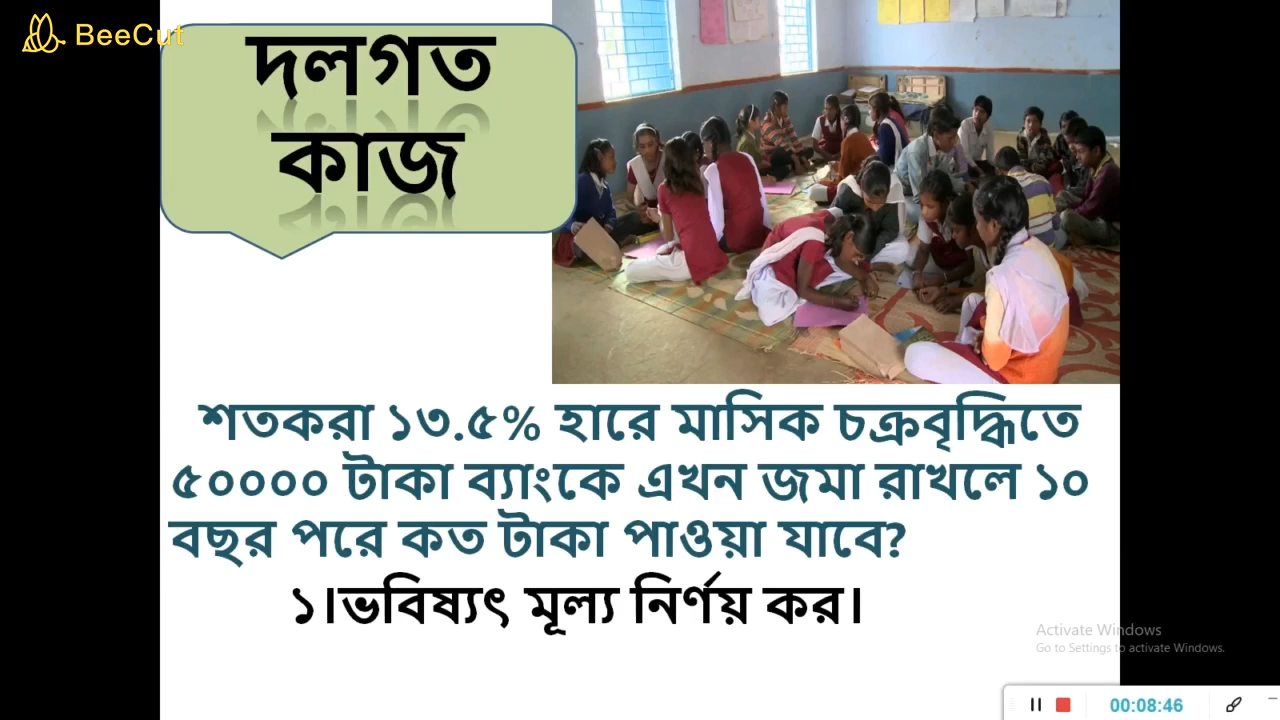 BeeCut
দলগত
কাজ
শতকরা ১৩.৫% হারে মাসিক চক্রবৃদ্ধিতে
৫০০০০ টাকা ব্যাংকে এখন জমা রাখলে ১০
বছর পরে কত টাকা পাওয়া যাবে?
১।ভবিষ্যৎ মূল্য নির্ণয় কর।
Activate Windows
Go to Settings to activate Windows.
00:08:46